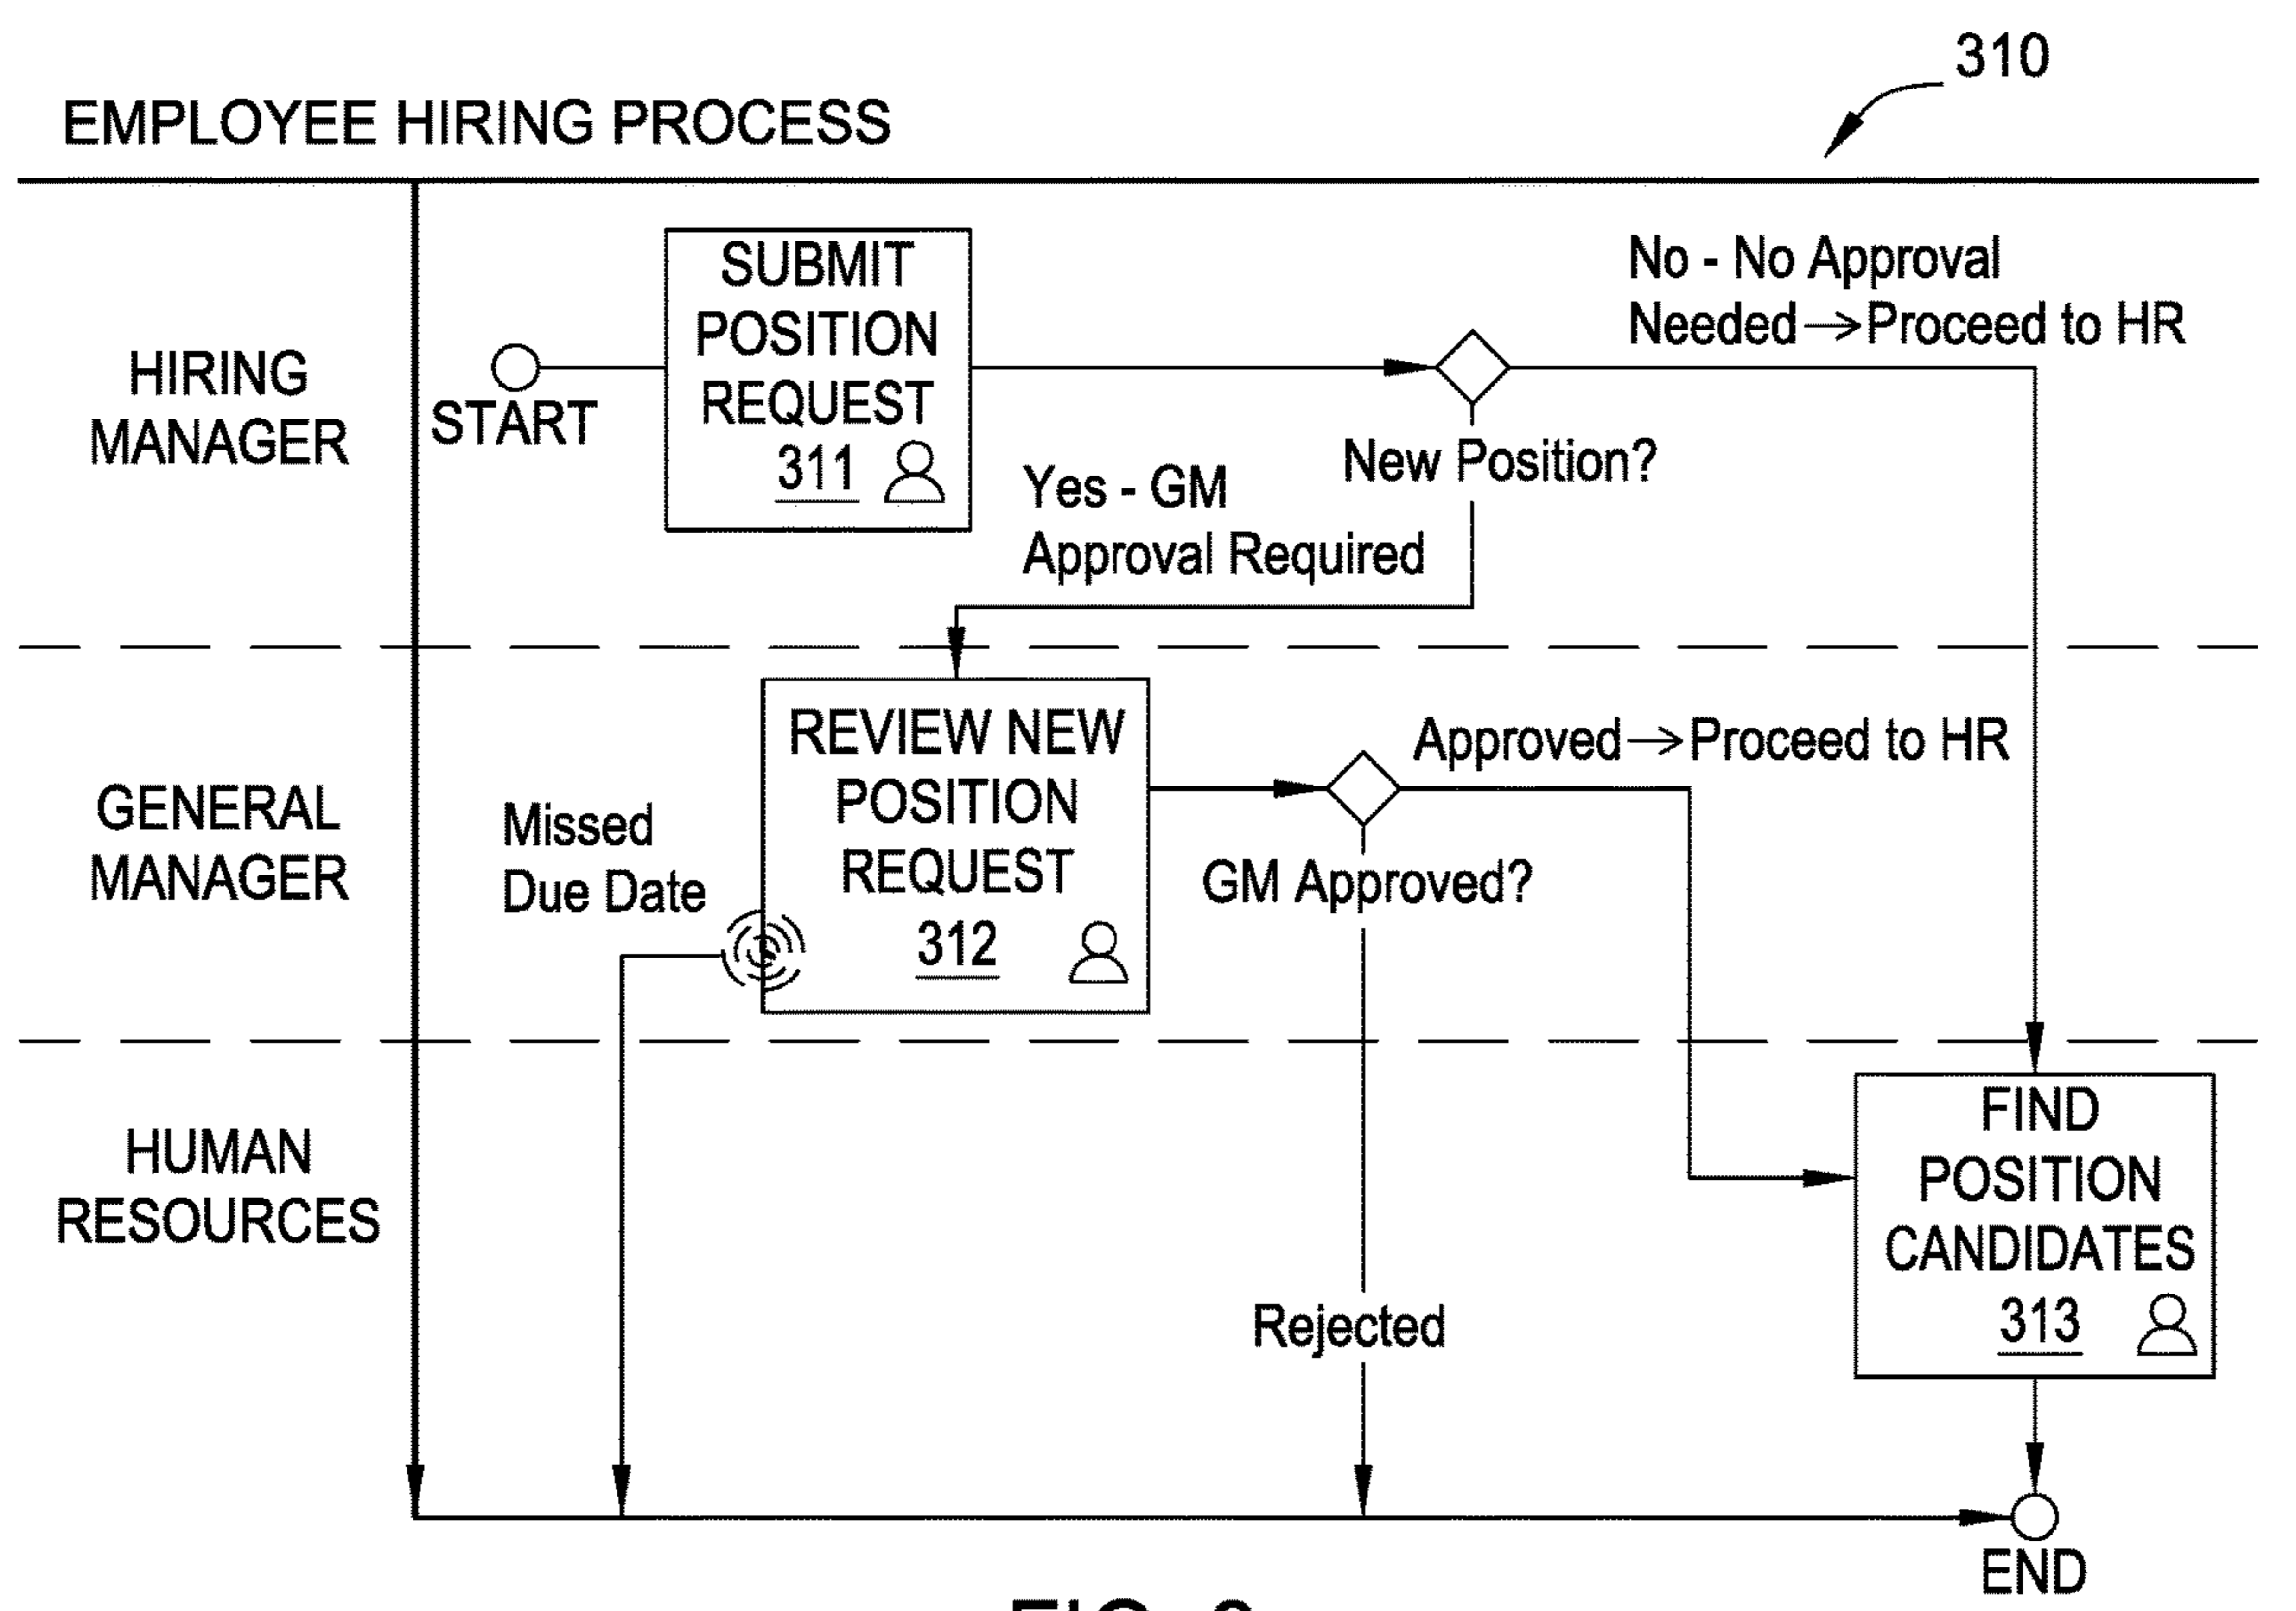 310
EMPLOYEE HIRING PROCESS
HIRING
MANAGER
START
SUBMIT
POSITION
REQUEST
311
No - No Approval
Needed→Proceed to HR
New Position?
Yes - GM
Approval Required
GENERAL
MANAGER
Missed
Due Date
REVIEW NEW
POSITION
REQUEST
312
Approved→Proceed to HR
GM Approved?
HUMAN
RESOURCES
Rejected
FIND
POSITION
CANDIDATES
313
END